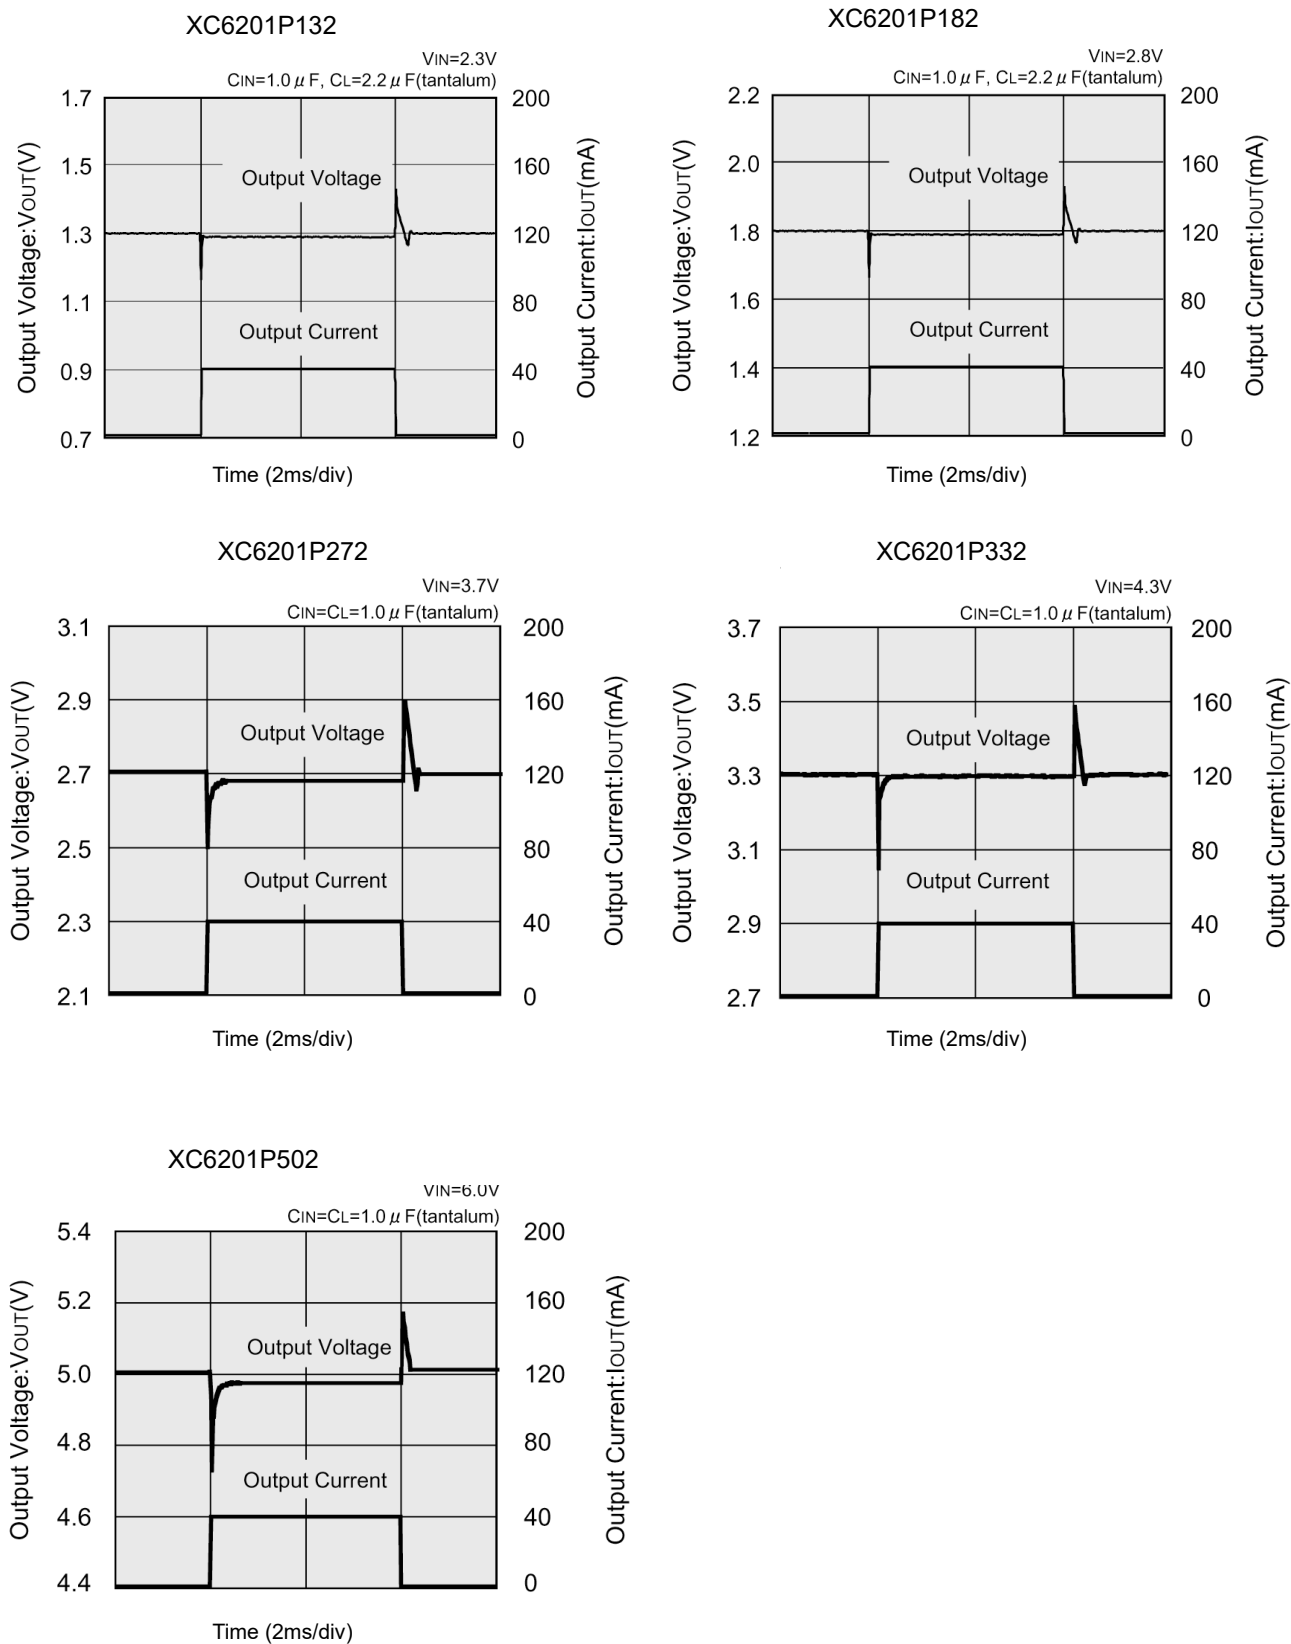 XC6201P132
VIN=2.3V
CIN=1.0 μ F, CL=2.2 μ F(tantalum)
Output Voltage:VOUT(V)
1.7
1.5
1.3
1.1
0.9
0.7
Output Voltage
Output Current
200
160
120
80
40
0
Output Current:IOUT(mA)
Time (2ms/div)
XC6201P182
VIN=2.8V
CIN=1.0 μ F, CL=2.2 μ F(tantalum)
Output Voltage:VOUT(V)
2.2
2.0
1.8
1.6
1.4
1.2
Output Voltage
Output Current
200
160
120
80
40
0
Output Current:IOUT(mA)
Time (2ms/div)
XC6201P272
VIN=3.7V
CIN=CL=1.0 μ F(tantalum)
Output Voltage:VOUT(V)
3.1
2.9
2.7
2.5
2.3
2.1
Output Voltage
Output Current
200
160
120
80
40
0
Output Current:IOUT(mA)
Time (2ms/div)
XC6201P332
VIN=4.3V
CIN=CL=1.0 μ F(tantalum)
Output Voltage:VOUT(V)
3.7
3.5
3.3
3.1
2.9
2.7
Output Voltage
Output Current
200
160
120
80
40
0
Output Current:IOUT(mA)
Time (2ms/div)
XC6201P502
VIN=6.0V
CIN=CL=1.0 μ F(tantalum)
Output Voltage:VOUT(V)
5.4
5.2
5.0
4.8
4.6
4.4
Output Voltage
Output Current
200
160
120
80
40
0
Output Current:IOUT(mA)
Time (2ms/div)